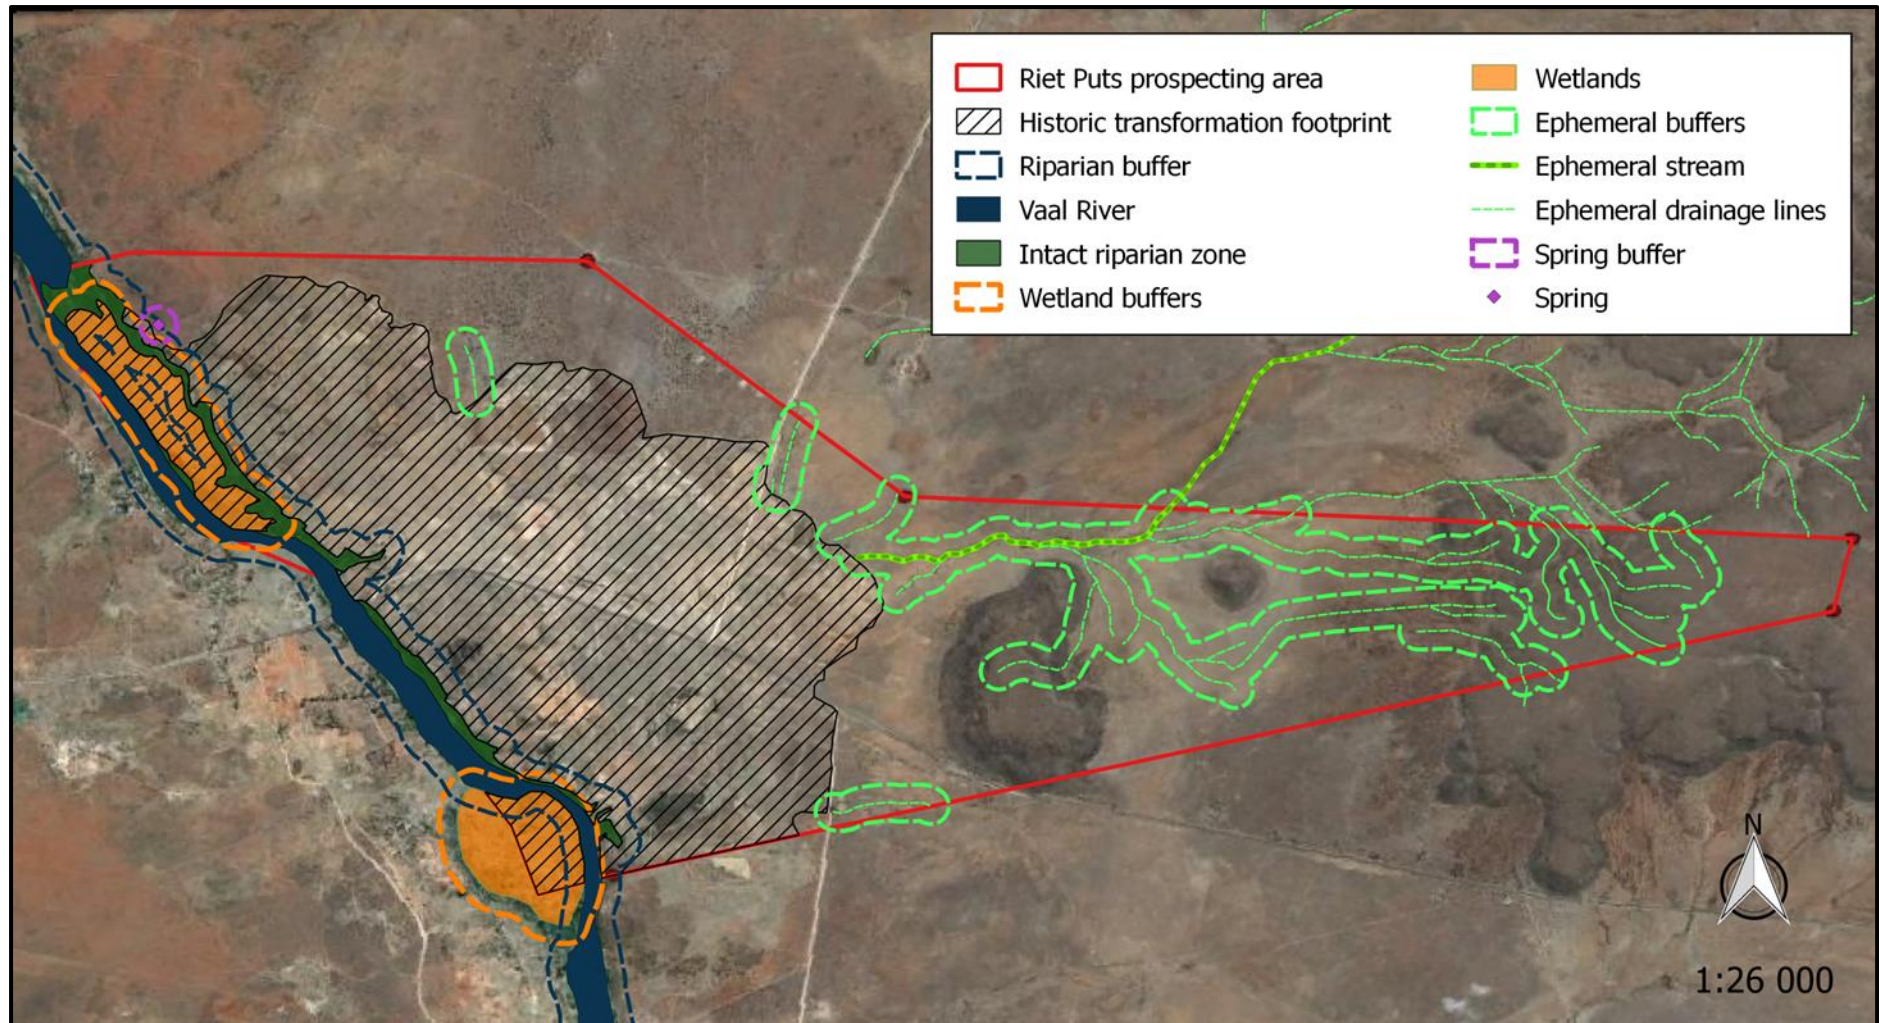 Riet Puts prospecting area
Historic transformation footprint
Riparian buffer
Vaal River
Intact riparian zone
Wetland buffers
Wetlands
Ephemeral buffers
Ephemeral stream
Ephemeral drainage lines
Spring buffer
Spring
N
1:26 000